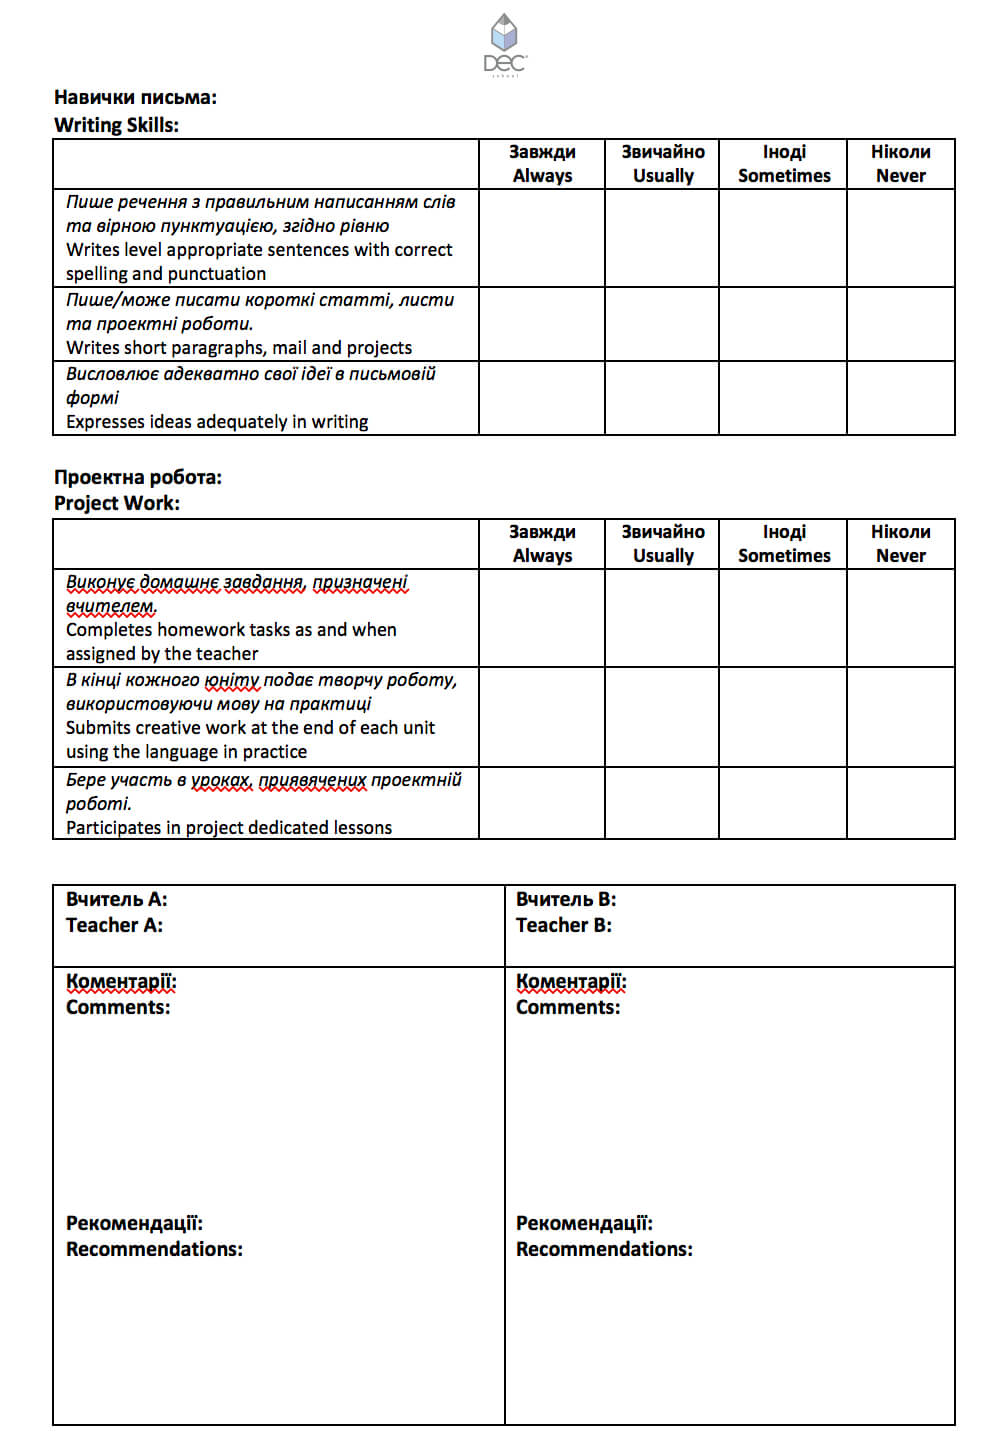 DEC
school
Навички письма:
Writing Skills:
Завжди Звичайно Іноді Ніколи
Always Usually Sometimes Never
Пише речення з правильним написанням слів
та вірною пунктуацією, згідно рівню
Writes level appropriate sentences with correct
spelling and punctuation
Пише/може писати короткі статті, листи
та проектні роботи.
Writes short paragraphs, mail and projects
Висловлює адекватно свої ідеї в письмовій
формі
Expresses ideas adequately in writing
Проектна робота:
Project Work:
Завжди Звичайно Іноді Ніколи
Always Usually Sometimes Never
Виконує домашнє завдання, призначені
вчителем.
Completes homework tasks as and when
assigned by the teacher
В кінці кожного юніту подає творчу роботу,
використовуючи мову на практиці
Submits creative work at the end of each unit
using the language in practice
Бере участь в уроках, приявячених проектній
роботі.
Participates in project dedicated lessons
Вчитель А:
Teacher A:
Вчитель В:
Teacher B:
Коментарії:
Comments:
Рекомендації:
Recommendations:
Коментарії:
Comments:
Рекомендації:
Recommendations: